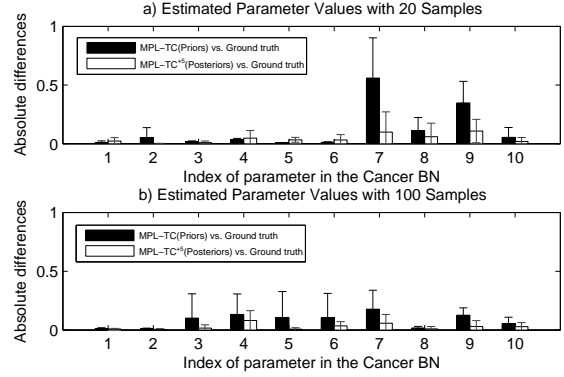 a) Estimated Parameter Values with 20 Samples
Absolute differences
1
0.5
0
MPL−TC(Priors) vs. Ground truth
MPL−TC+5(Posteriors) vs. Ground truth
1 2 3 4 5 6 7 8 9 10
Index of parameter in the Cancer BN
b) Estimated Parameter Values with 100 Samples
Absolute differences
1
0.5
0
MPL−TC(Priors) vs. Ground truth
MPL−TC+5(Posteriors) vs. Ground truth
1 2 3 4 5 6 7 8 9 10
Index of parameter in the Cancer BN